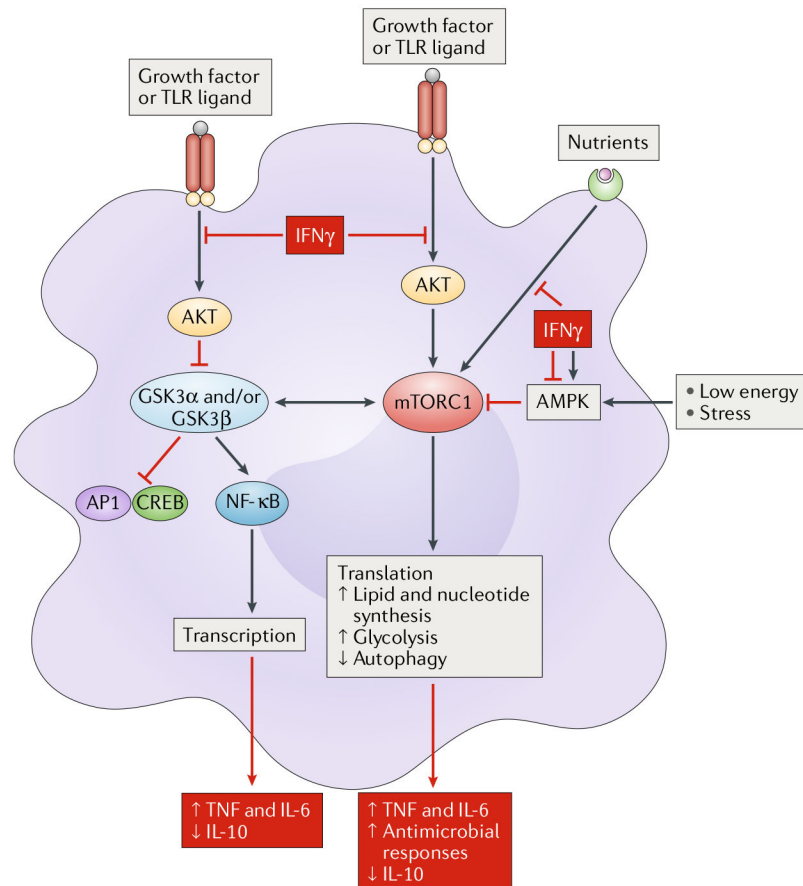 Growth factor
or TLR ligand
Growth factor
or TLR ligand
Nutrients
IFNγ
AKT
AKT
IFNγ
GSK3α and/or
GSK3β
mTORC1
AMPK
• Low energy
• Stress
AP1
CREB
NF-κB
Transcription
Translation
↑ Lipid and nucleotide
synthesis
↑ Glycolysis
↓ Autophagy
↑ TNF and IL-6
↓ IL-10
↑ TNF and IL-6
↑ Antimicrobial
responses
↓ IL-10